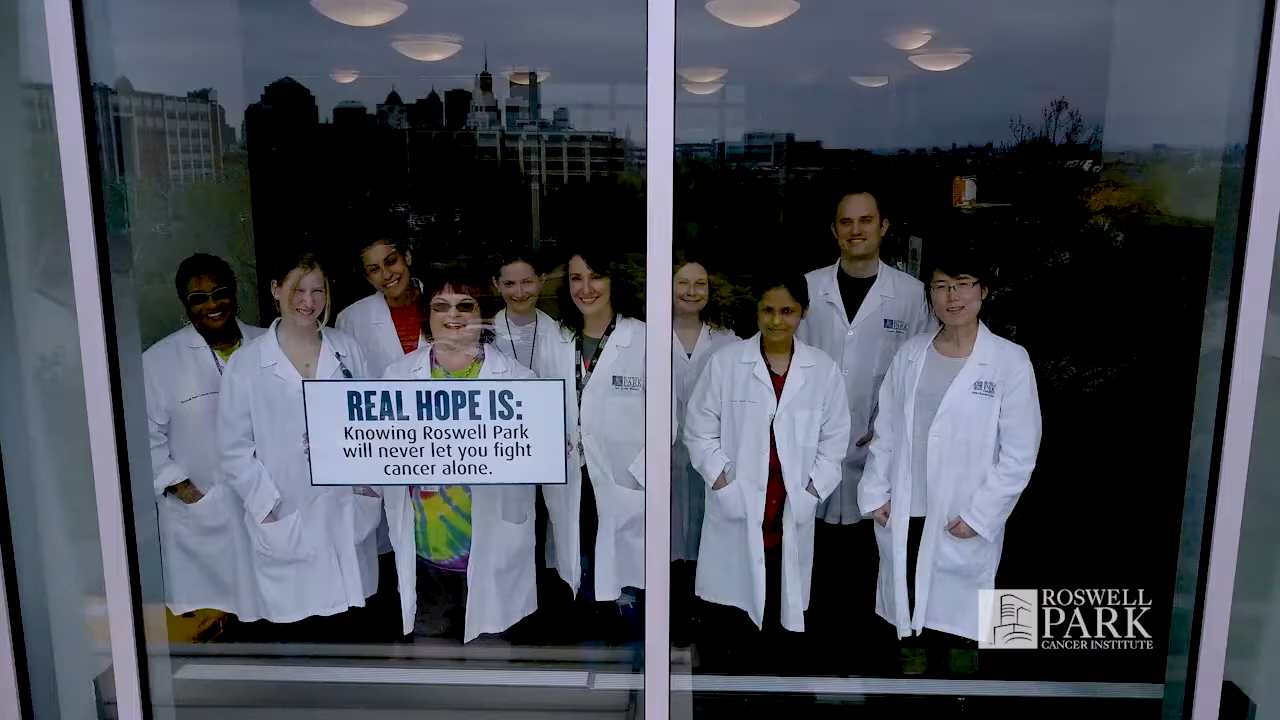 REAL HOPE IS:
Knowing Roswell Park
will never let you fight
cancer alone.
ROSWELL
PARK
CANCER INSTITUTE